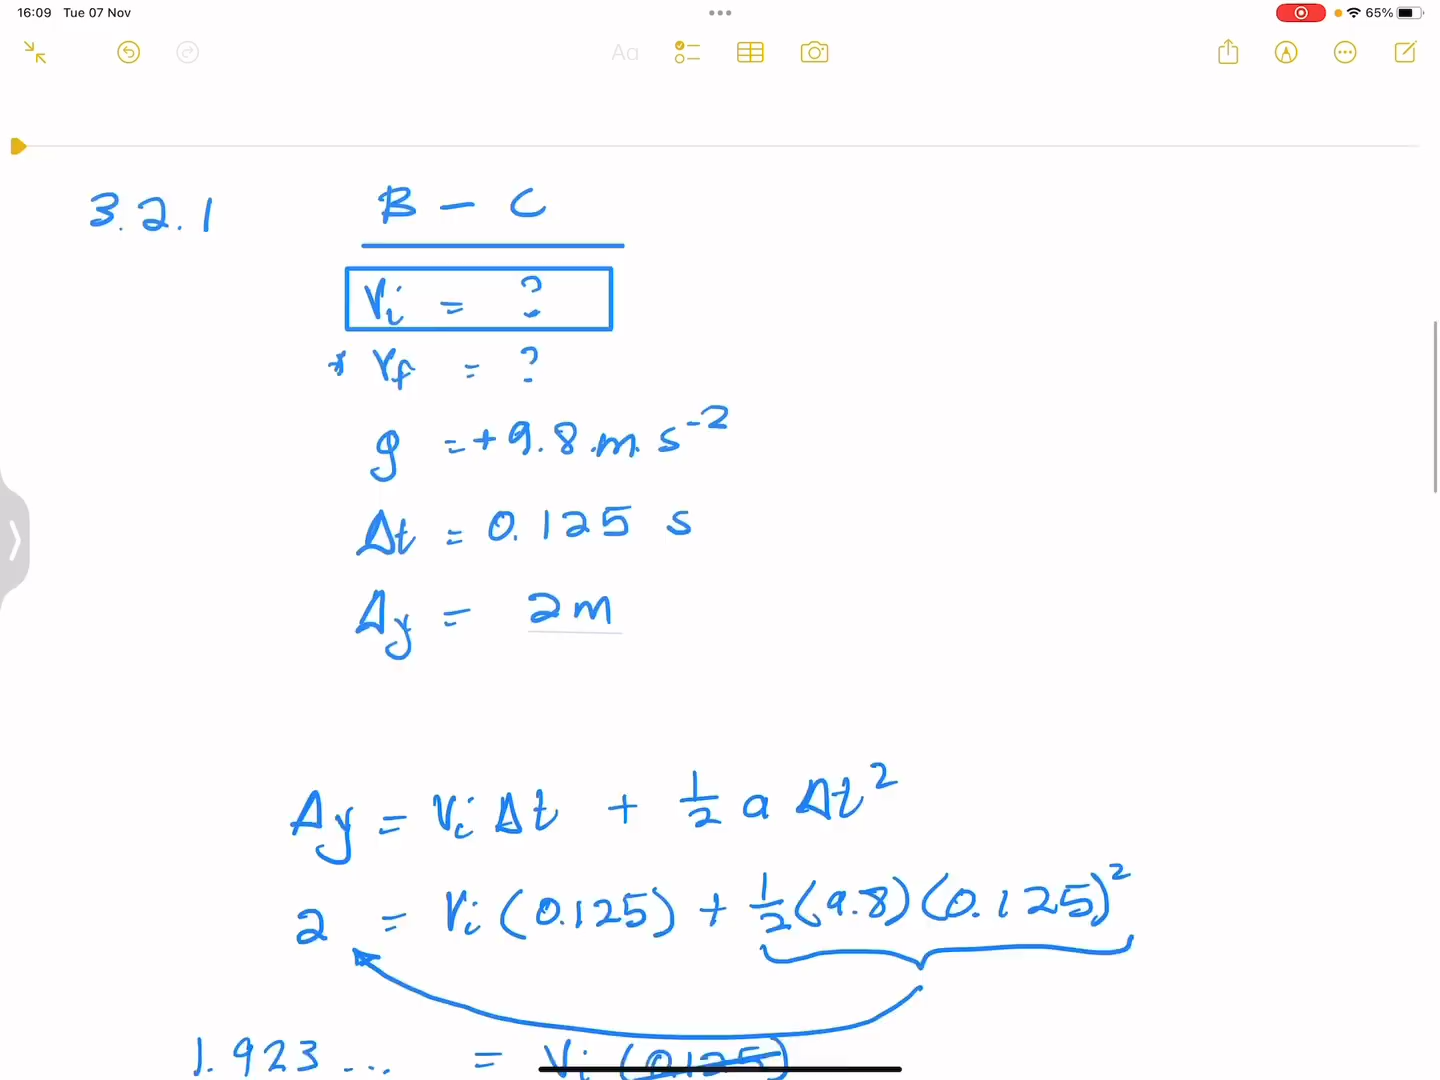 16:09 Tue 07 Nov
65%
Aa
3.2.1 B - C
Vi = ?
* Vf = ?
g = +9.8 m.s⁻²
Δt = 0.125 s
Δy = 2m
Δy = Vi Δt + 1/2 a Δt²
2 = Vi (0.125) + 1/2 (9.8)(0.125)²
1.923... = Vi (0.125)